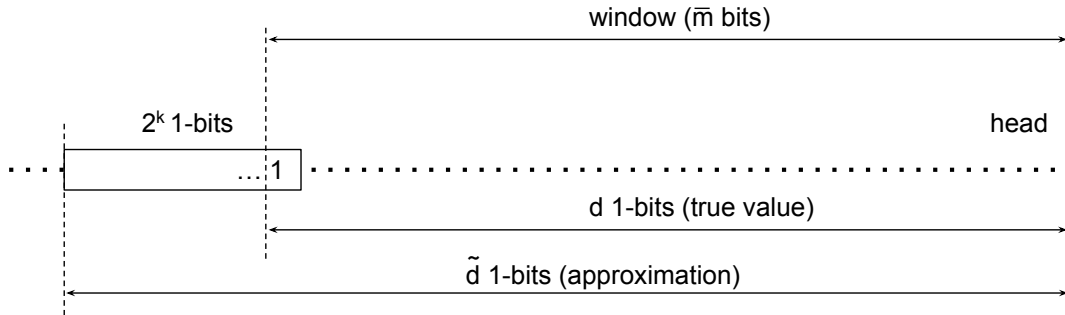 window (m̅ bits)
2ᵏ 1-bits
head
... 1
d 1-bits (true value)
d̃ 1-bits (approximation)